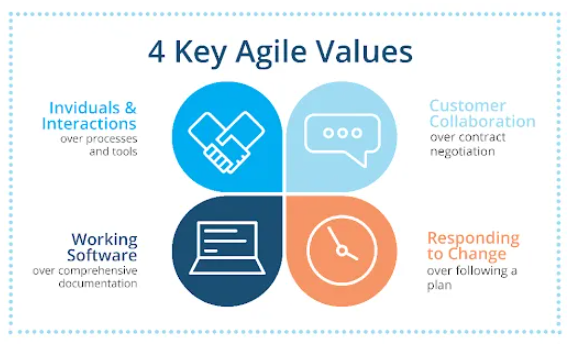 4 Key Agile Values
Inviduals &
Interactions
over processes
and tools
Customer
Collaboration
over contract
negotiation
Working
Software
over comprehensive
documentation
Responding
to Change
over following a
plan